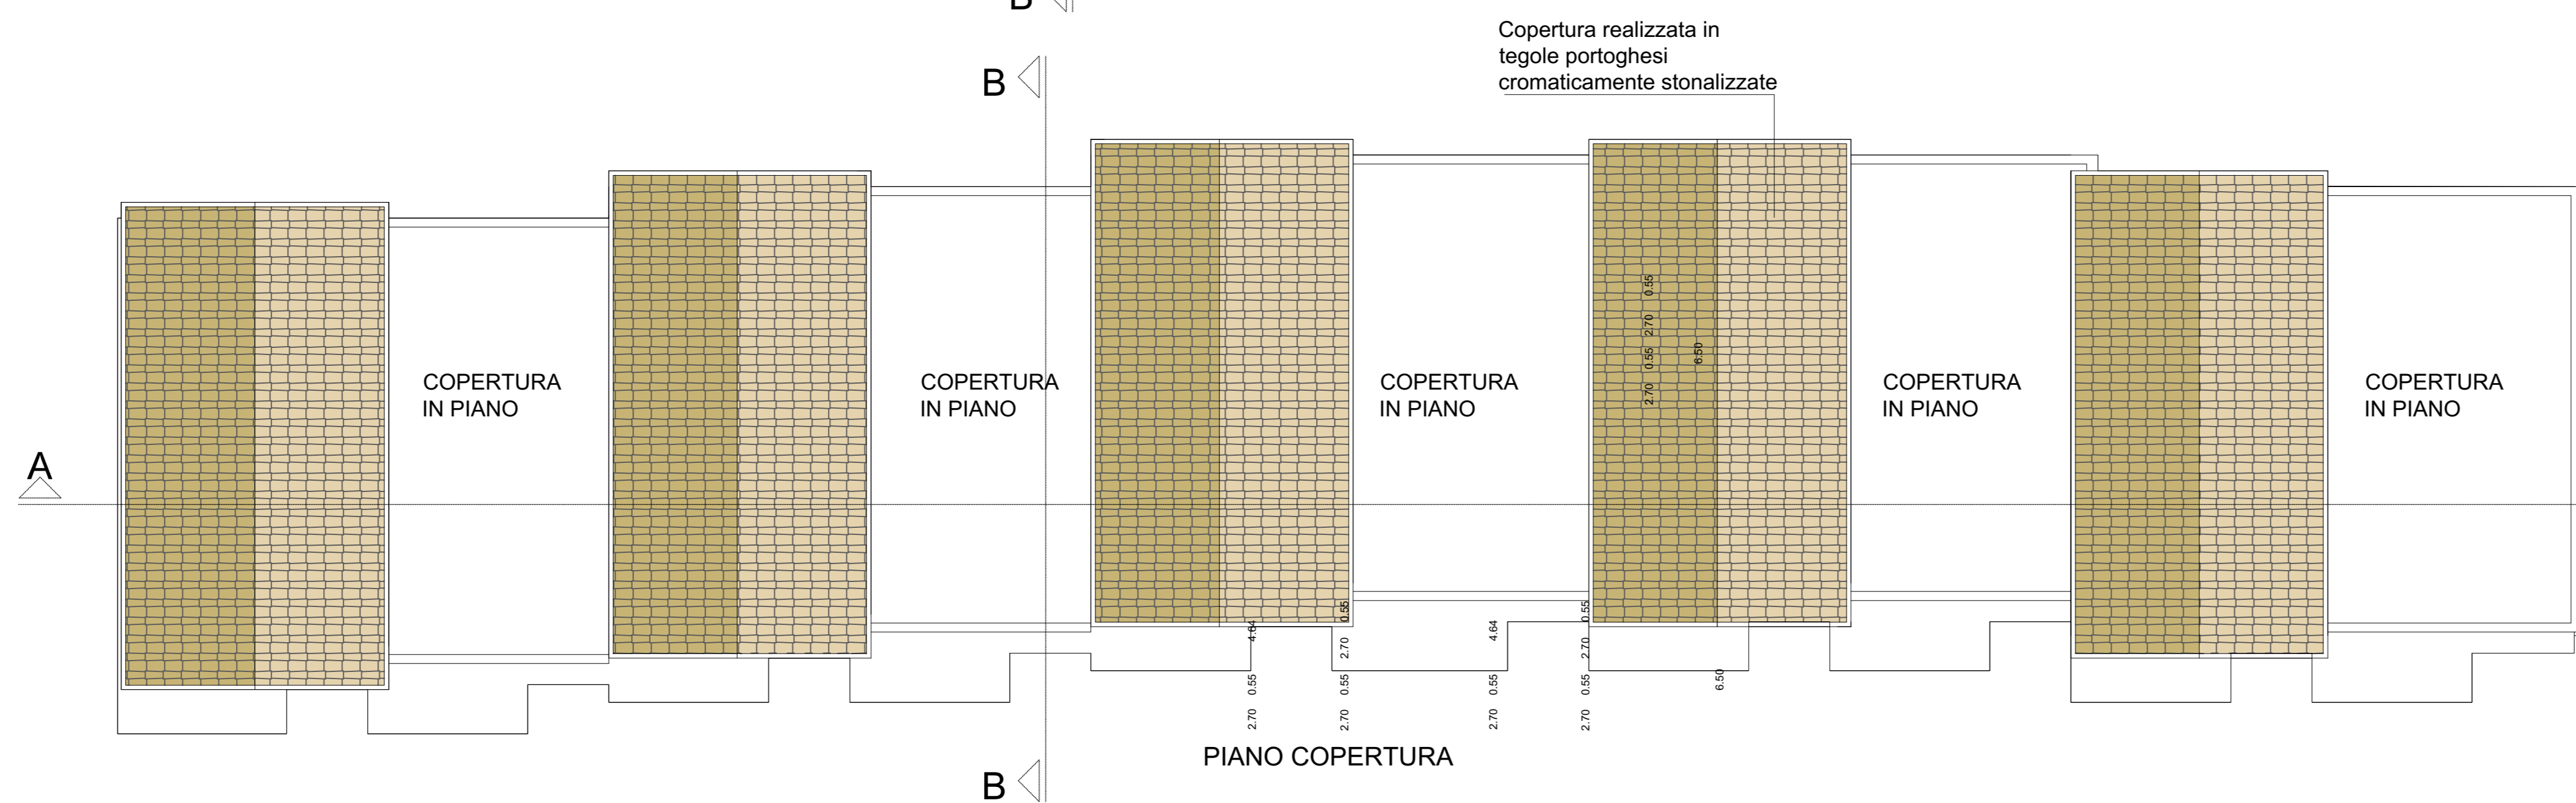 B
Copertura realizzata in
tegole portoghesi
cromaticamente stonalizzate
B
COPERTURA
IN PIANO
COPERTURA
IN PIANO
COPERTURA
IN PIANO
COPERTURA
IN PIANO
COPERTURA
IN PIANO
A
2.70 0.55 2.70 0.55
6.50
2.70 0.55 4.64
2.70 0.55 2.70 0.55
2.70 0.55 4.64
2.70 0.55 2.70 0.55
6.50
PIANO COPERTURA
B